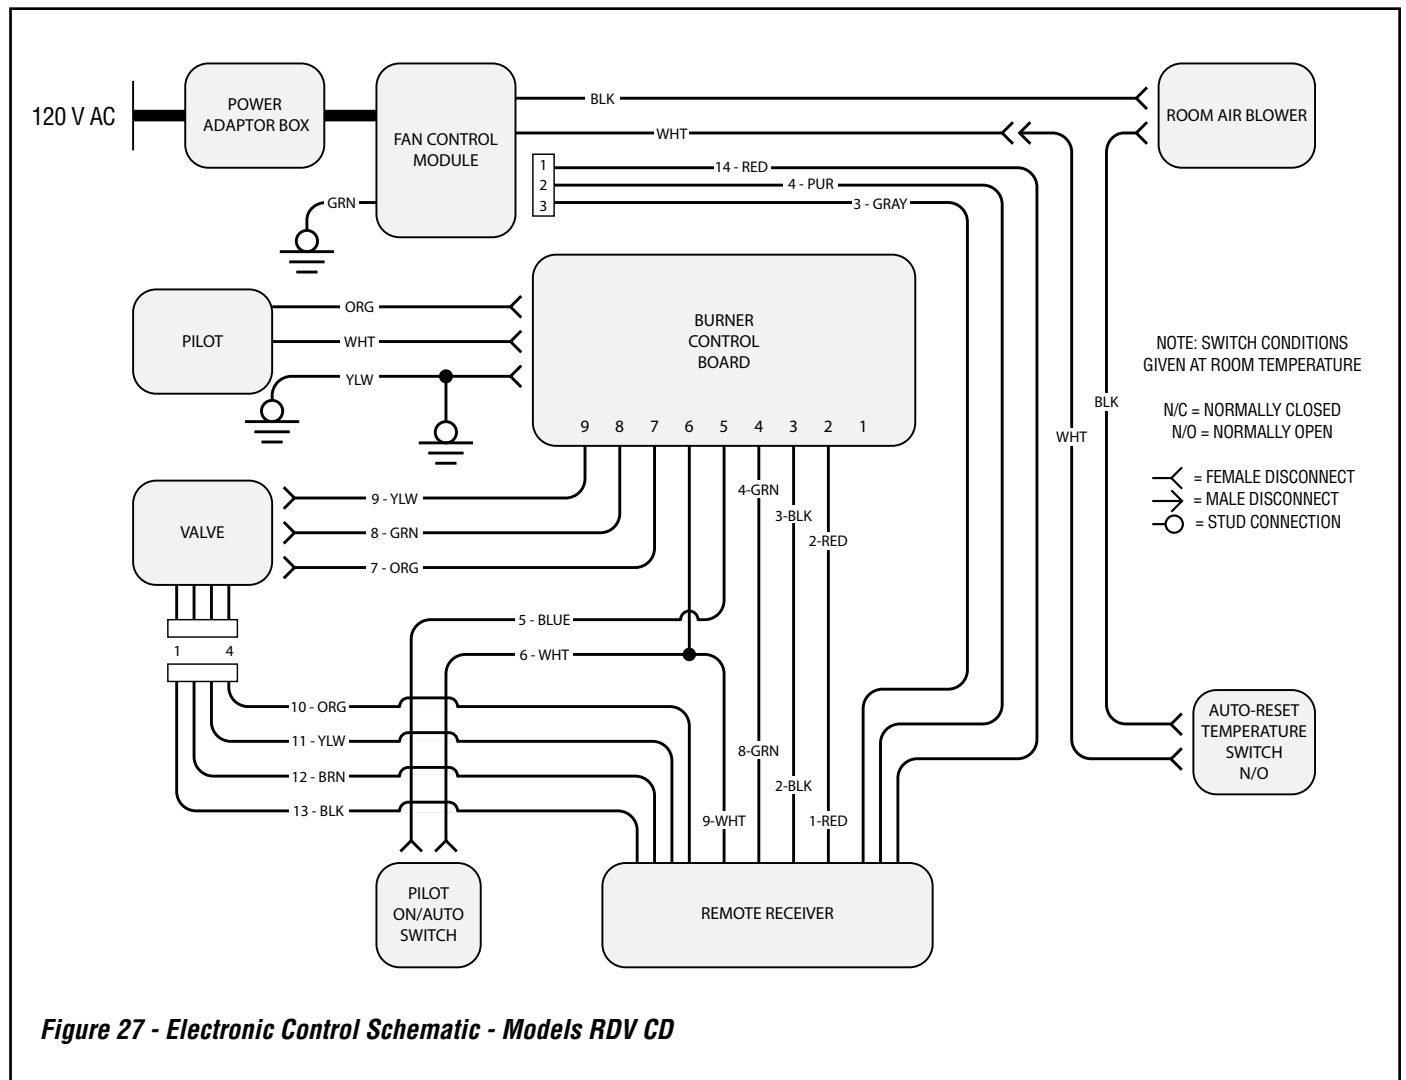 120 V AC
POWER
ADAPTOR BOX
FAN CONTROL
MODULE
BLK
WHT
ROOM AIR BLOWER
1
2
3
14 - RED
4 - PUR
3 - GRAY
GRN
PILOT
ORG
WHT
YLW
BURNER
CONTROL
BOARD
9 8 7 6 5 4 3 2 1
NOTE: SWITCH CONDITIONS
GIVEN AT ROOM TEMPERATURE
N/C = NORMALLY CLOSED
N/O = NORMALLY OPEN
= FEMALE DISCONNECT
= MALE DISCONNECT
= STUD CONNECTION
BLK
WHT
VALVE
9 - YLW
8 - GRN
7 - ORG
4-GRN
3-BLK
2-RED
5 - BLUE
6 - WHT
1 4
10 - ORG
11 - YLW
12 - BRN
13 - BLK
8-GRN
2-BLK
9-WHT
1-RED
AUTO-RESET
TEMPERATURE
SWITCH
N/O
PILOT
ON/AUTO
SWITCH
REMOTE RECEIVER
Figure 27 - Electronic Control Schematic - Models RDV CD